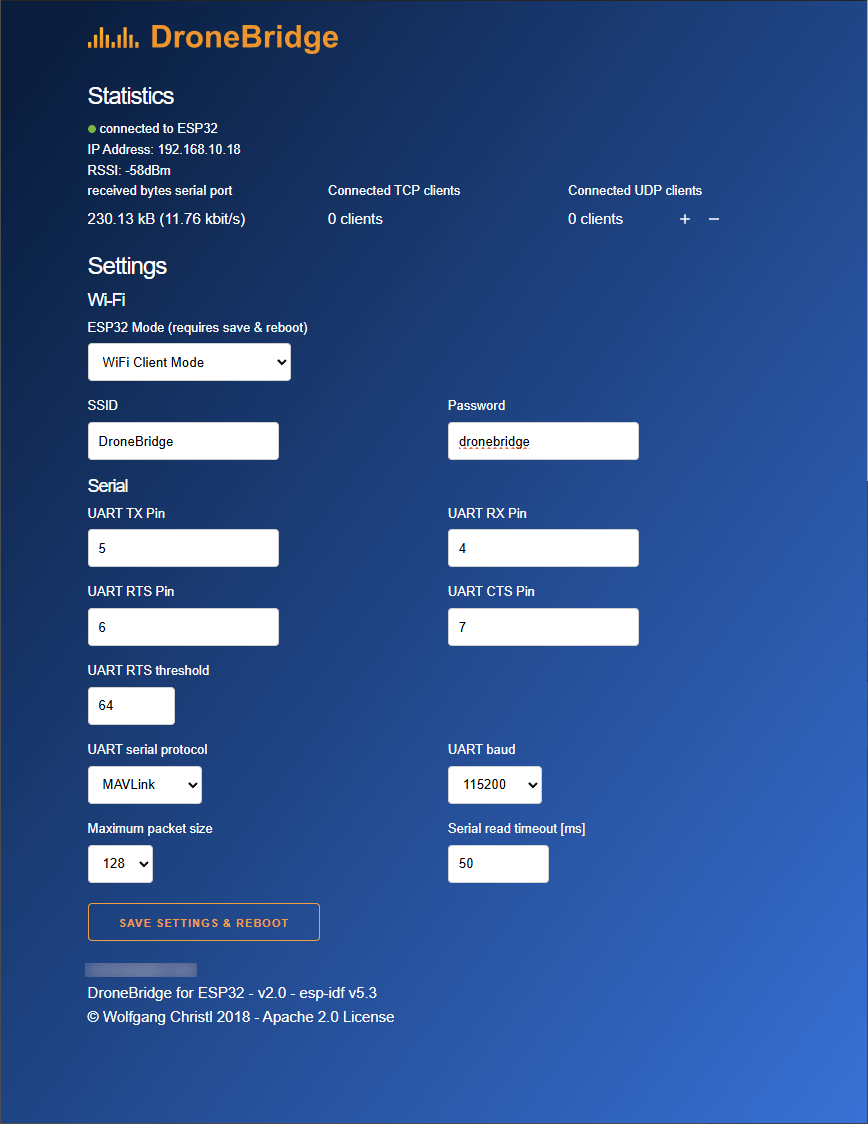 DroneBridge
Statistics
connected to ESP32
IP Address: 192.168.10.18
RSSI: -58dBm
received bytes serial port Connected TCP clients Connected UDP clients
230.13 kB (11.76 kbit/s) 0 clients 0 clients + −
Settings
Wi-Fi
ESP32 Mode (requires save & reboot)
WiFi Client Mode
SSID Password
DroneBridge dronebridge
Serial
UART TX Pin UART RX Pin
5 4
UART RTS Pin UART CTS Pin
6 7
UART RTS threshold
64
UART serial protocol UART baud
MAVLink 115200
Maximum packet size Serial read timeout [ms]
128 50
SAVE SETTINGS & REBOOT
DroneBridge for ESP32 - v2.0 - esp-idf v5.3
© Wolfgang Christl 2018 - Apache 2.0 License